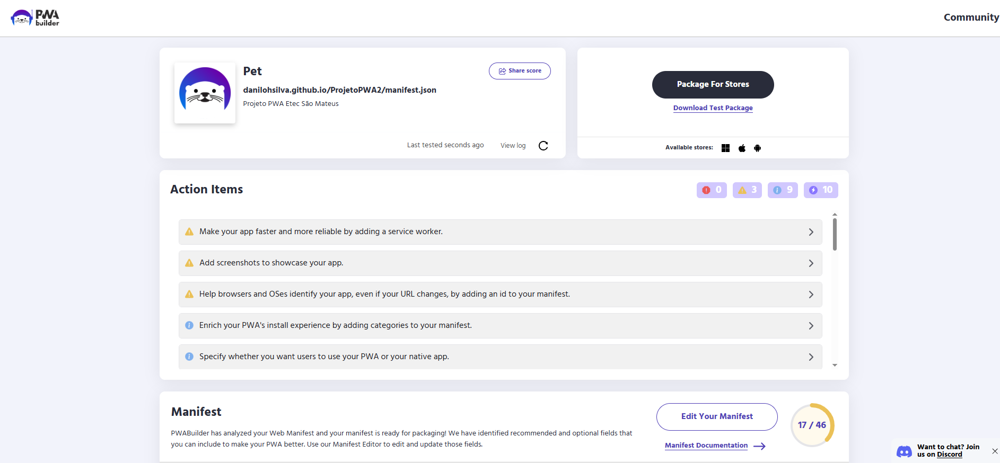 PWA
builder
Community
Pet
Share score
danilohsilva.github.io/ProjetoPWA2/manifest.json
Projeto PWA Etec São Mateus
Last tested seconds ago
View log
Package For Stores
Download Test Package
Available stores:
Action Items
0
3
9
10
Make your app faster and more reliable by adding a service worker.
Add screenshots to showcase your app.
Help browsers and OSes identify your app, even if your URL changes, by adding an id to your manifest.
Enrich your PWA's install experience by adding categories to your manifest.
Specify whether you want users to use your PWA or your native app.
Manifest
PWABuilder has analyzed your Web Manifest and your manifest is ready for packaging! We have identified recommended and optional fields that
you can include to make your PWA better. Use our Manifest Editor to edit and update those fields.
Edit Your Manifest
Manifest Documentation
17 / 46
Want to chat? Join
us on Discord